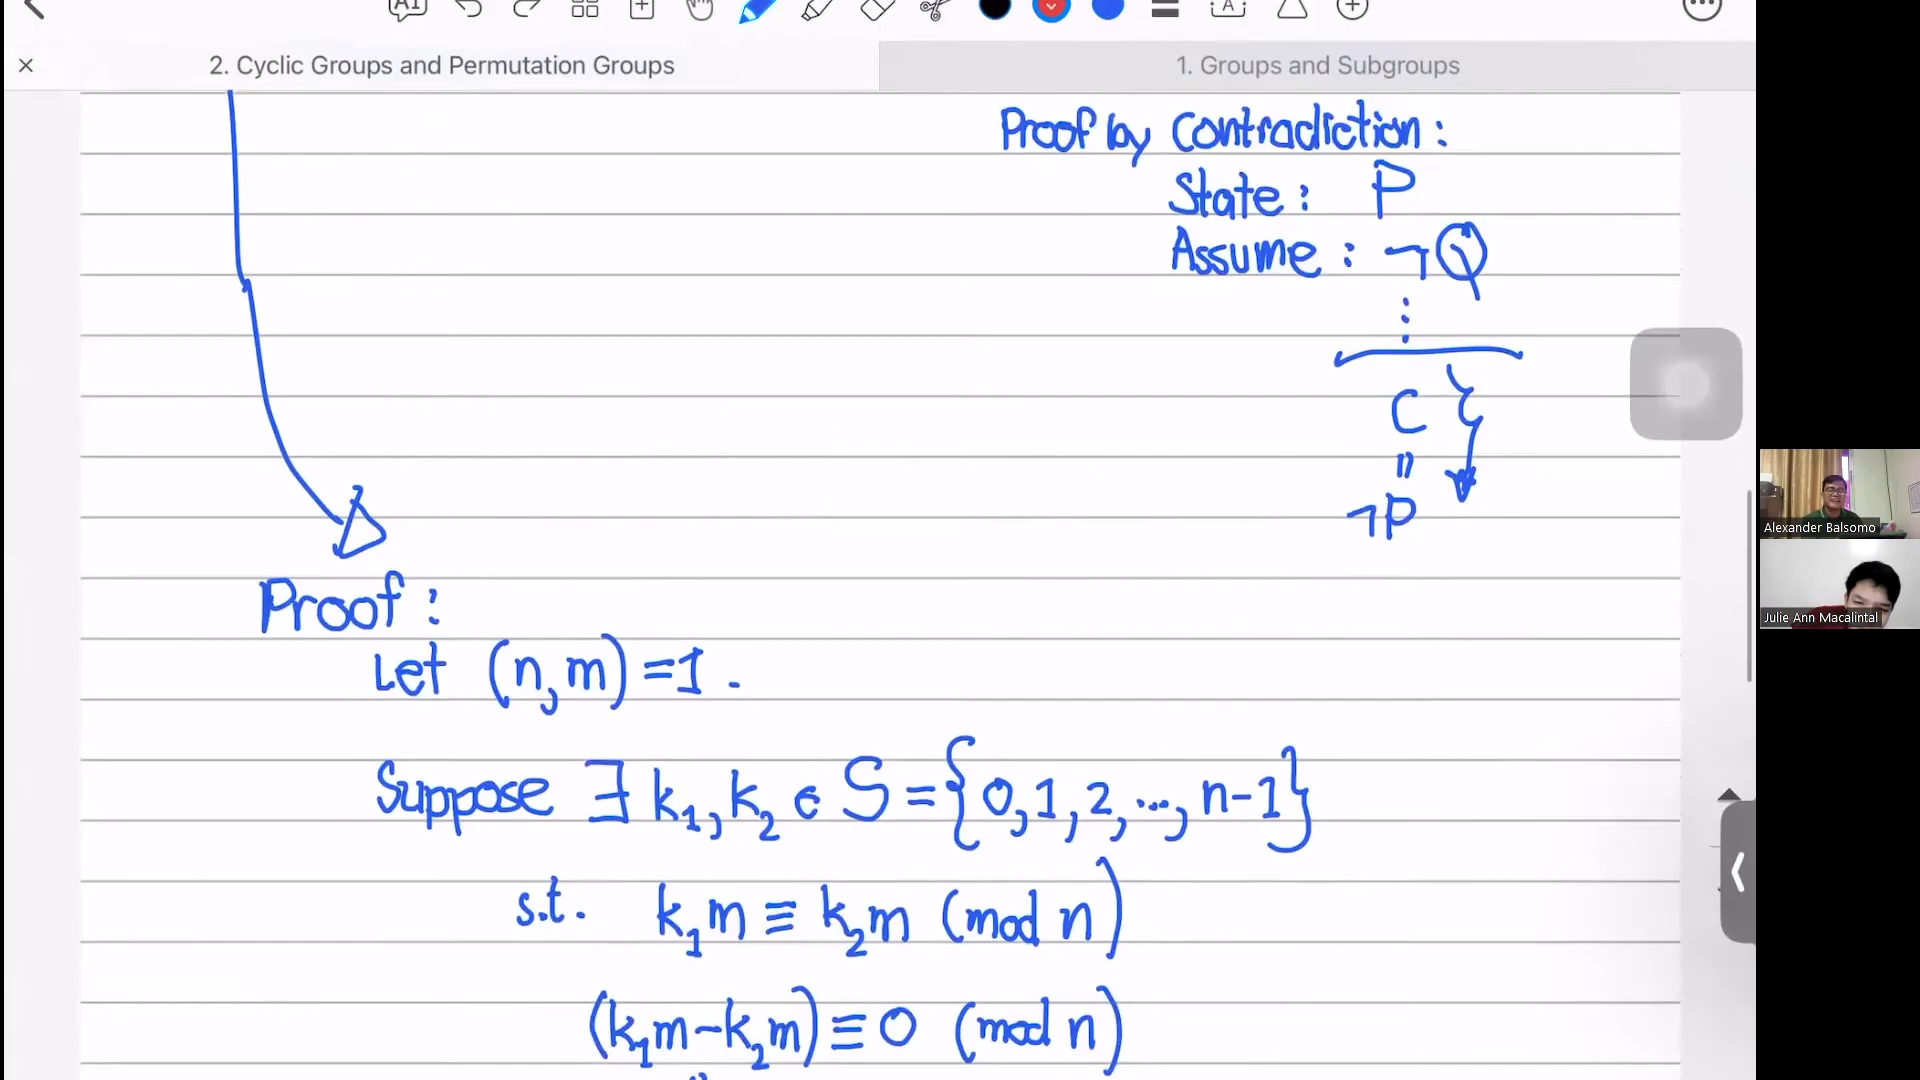 2. Cyclic Groups and Permutation Groups
1. Groups and Subgroups
Proof by Contradiction:
State: P
Assume: ¬Q
⋮
C
"
¬P
Proof:
Let (n,m)=1.
Suppose ∃ k₁,k₂ ∈ S={0,1,2,...,n-1}
s.t. k₁m ≡ k₂m (mod n)
(k₁m-k₂m) ≡ 0 (mod n)
Alexander Balsomo
Julie Ann Macalintal